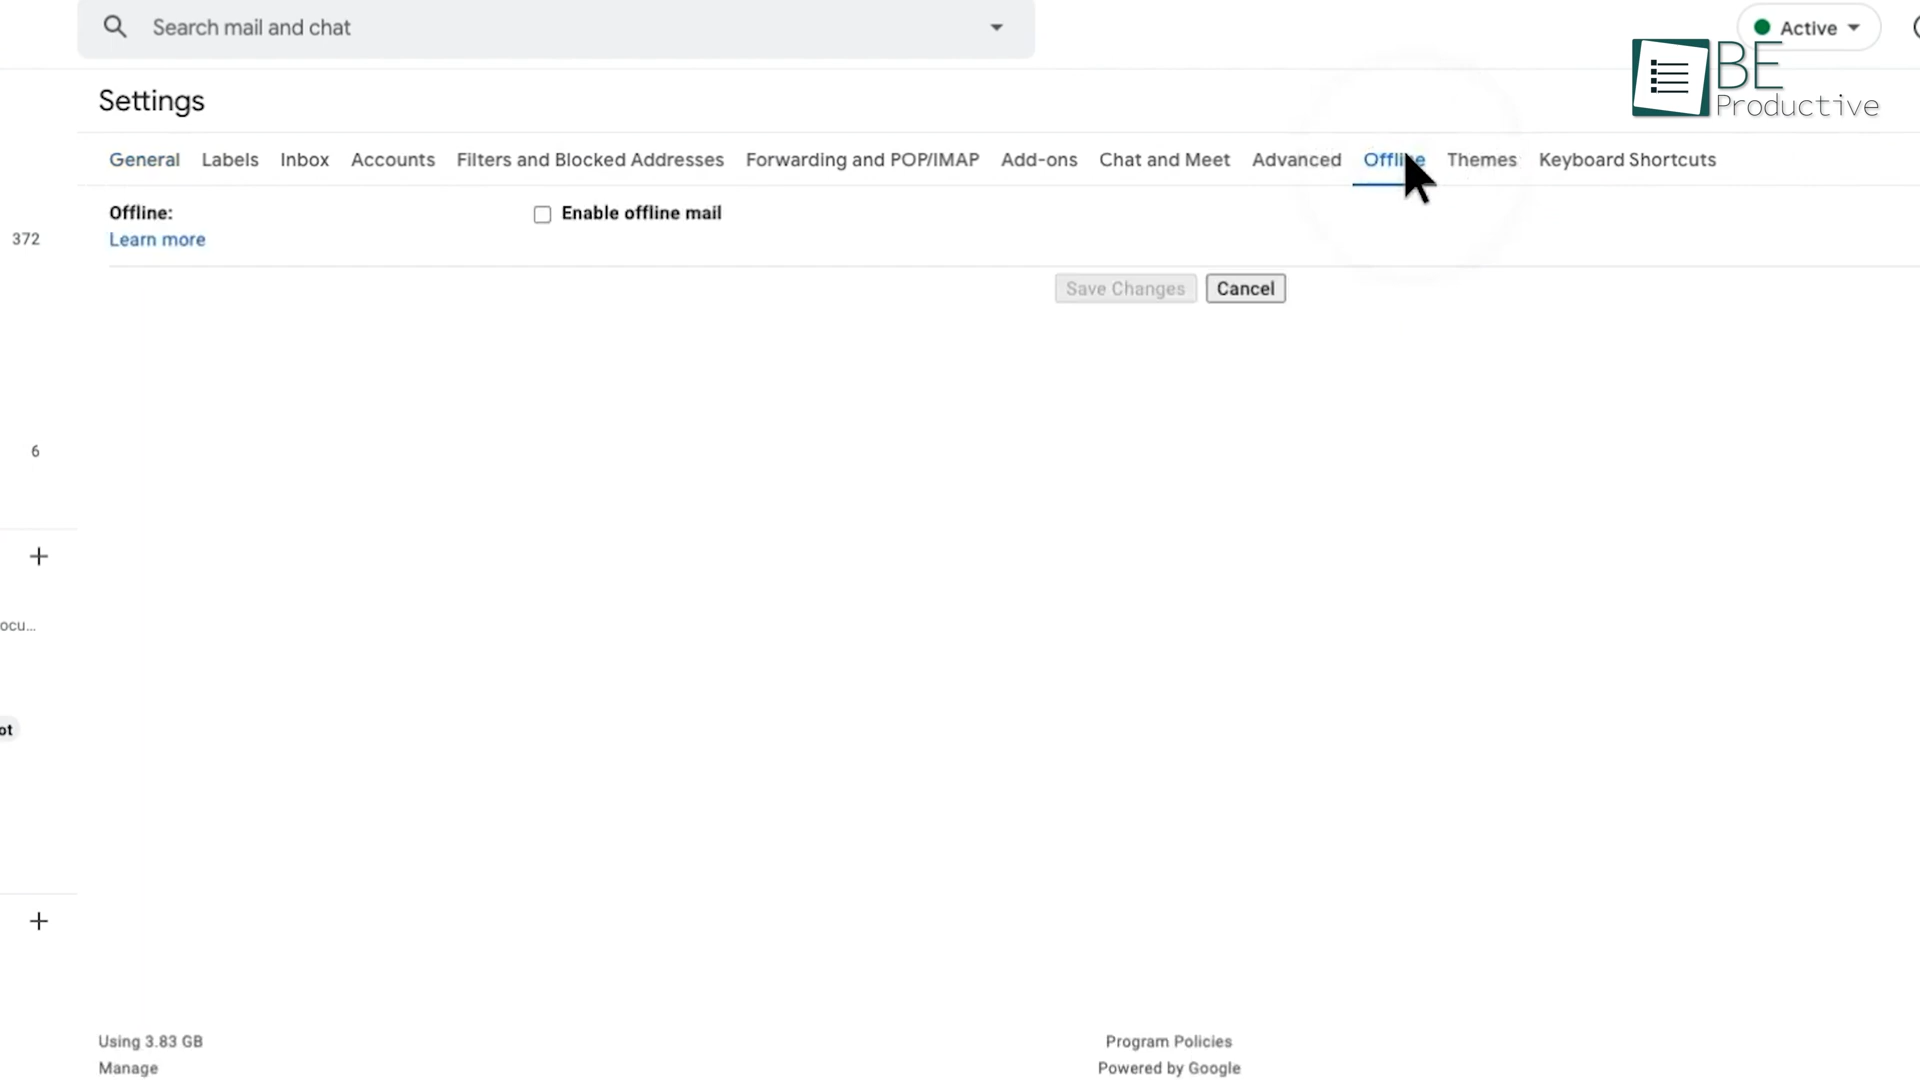 Search mail and chat
Active
BE
Productive
Settings
General Labels Inbox Accounts Filters and Blocked Addresses Forwarding and POP/IMAP Add-ons Chat and Meet Advanced Offline Themes Keyboard Shortcuts
Offline:
Enable offline mail
Learn more
372
Save Changes Cancel
6
ocu...
ot
Using 3.83 GB
Manage
Program Policies
Powered by Google